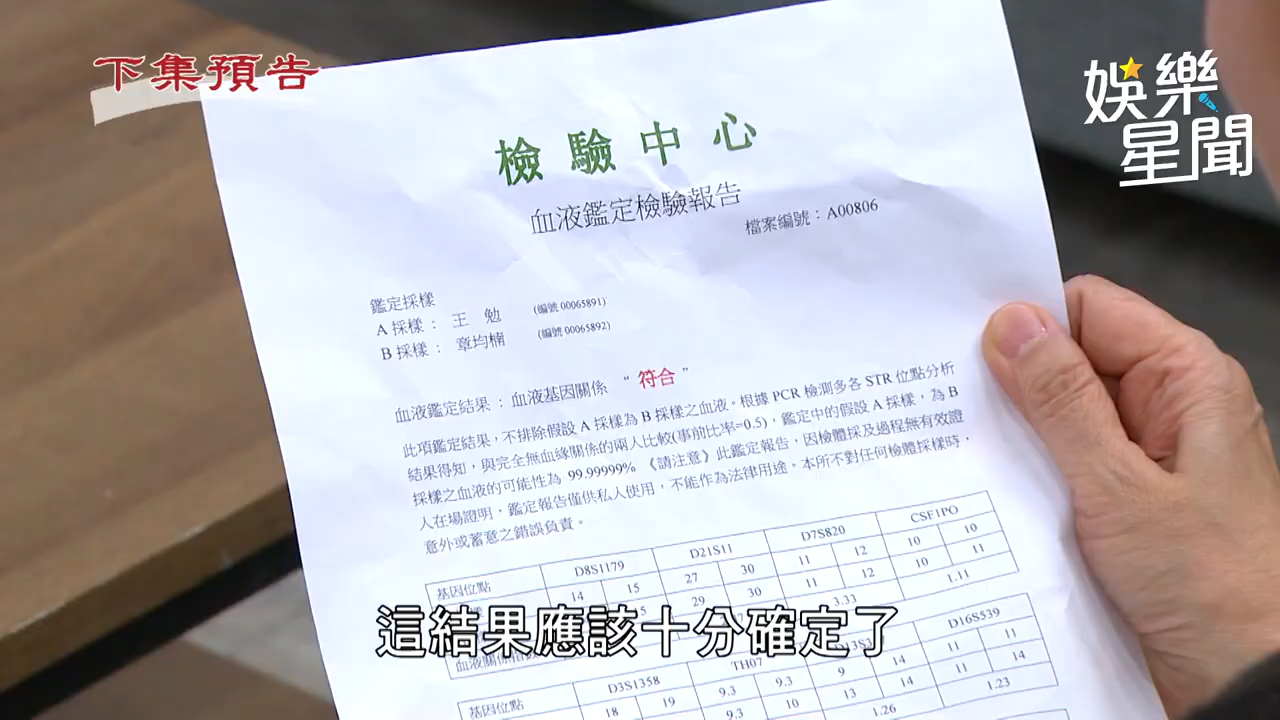 下集預告
娛樂
星聞
檢驗中心
血液鑑定檢驗報告
檔案編號：A00806
鑑定採樣
A 採樣： 王 勉 (編號 00065891)
B 採樣： 章均楠 (編號 00065892)
血液鑑定結果：血液基因關係 “ 符合 ”
此項鑑定結果，不排除假設 A 採樣為 B 採樣之血液。根據 PCR 檢測多各 STR 位點分析
結果得知，與完全無血緣關係的兩人比較(事前比率=0.5)，鑑定中的假設 A 採樣，為 B
採樣之血液的可能性為 99.99999% 《請注意》此鑑定報告，因檢體採及過程無有效證
人在場證明，鑑定報告僅供私人使用，不能作為法律用途。本所不對任何檢體採樣時，
意外或蓄意之錯誤負責。
基因位點 D8S1179 D21S11 D7S820 CSF1PO
14 15 27 30 11 12 10 10
15 29 30 11 12 10 11
3.33 1.11
這結果應該十分確定了
基因位點 D3S1358 TH07 D16S539
18 19 9.3 9.3 9 14 11 11
9.3 10 13 14 11 14
1.26 1.23